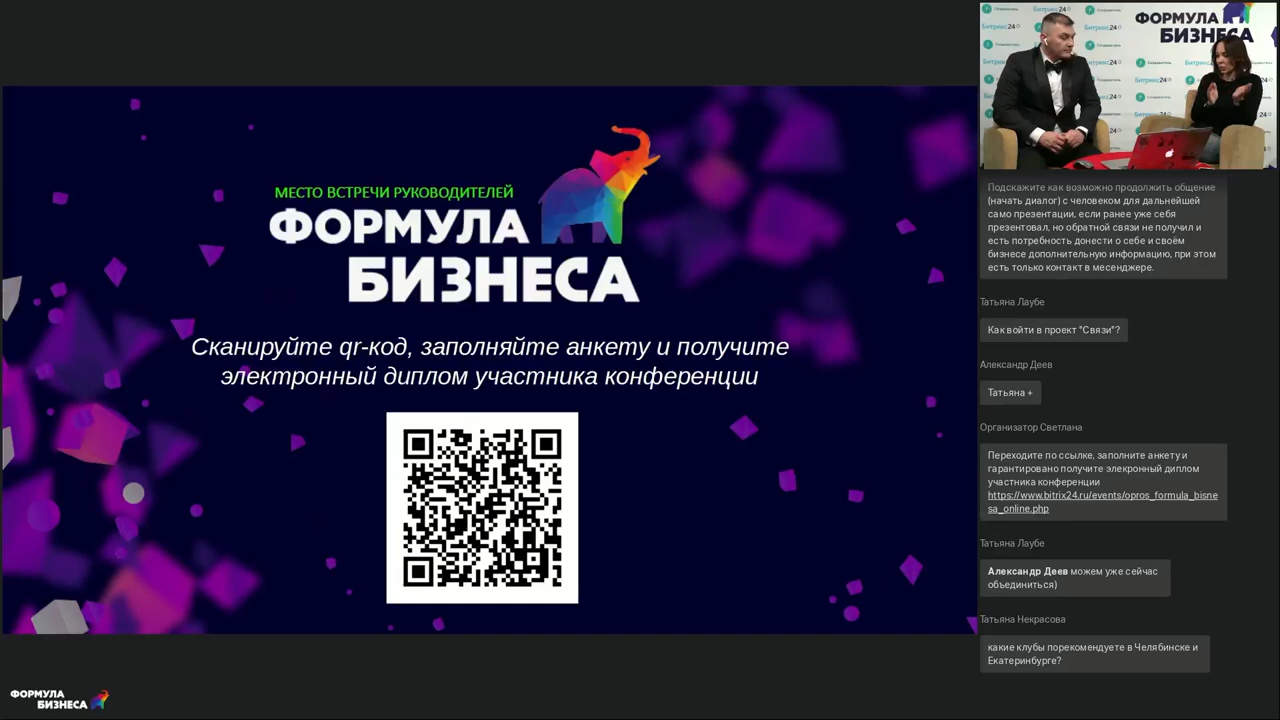 МЕСТО ВСТРЕЧИ РУКОВОДИТЕЛЕЙ
ФОРМУЛА
БИЗНЕСА
Сканируйте qr-код, заполняйте анкету и получите
электронный диплом участника конференции
ФОРМУЛА
БИЗНЕСА
ФОРМУЛА
БИЗНЕСА
Битрикс24
Подскажите как возможно продолжить общение
(начать диалог) с человеком для дальнейшей
само презентации, если ранее уже себя
презентовал, но обратной связи не получил и
есть потребность донести о себе и своём
бизнесе дополнительную информацию, при этом
есть только контакт в месенджере.
Татьяна Лаубе
Как войти в проект "Связи"?
Александр Деев
Татьяна +
Организатор Светлана
Переходите по ссылке, заполните анкету и
гарантировано получите элекронный диплом
участника конференции
https://www.bitrix24.ru/events/opros_formula_bisne
sa_online.php
Татьяна Лаубе
Александр Деев можем уже сейчас
объединиться)
Татьяна Некрасова
какие клубы порекомендуете в Челябинске и
Екатеринбурге?